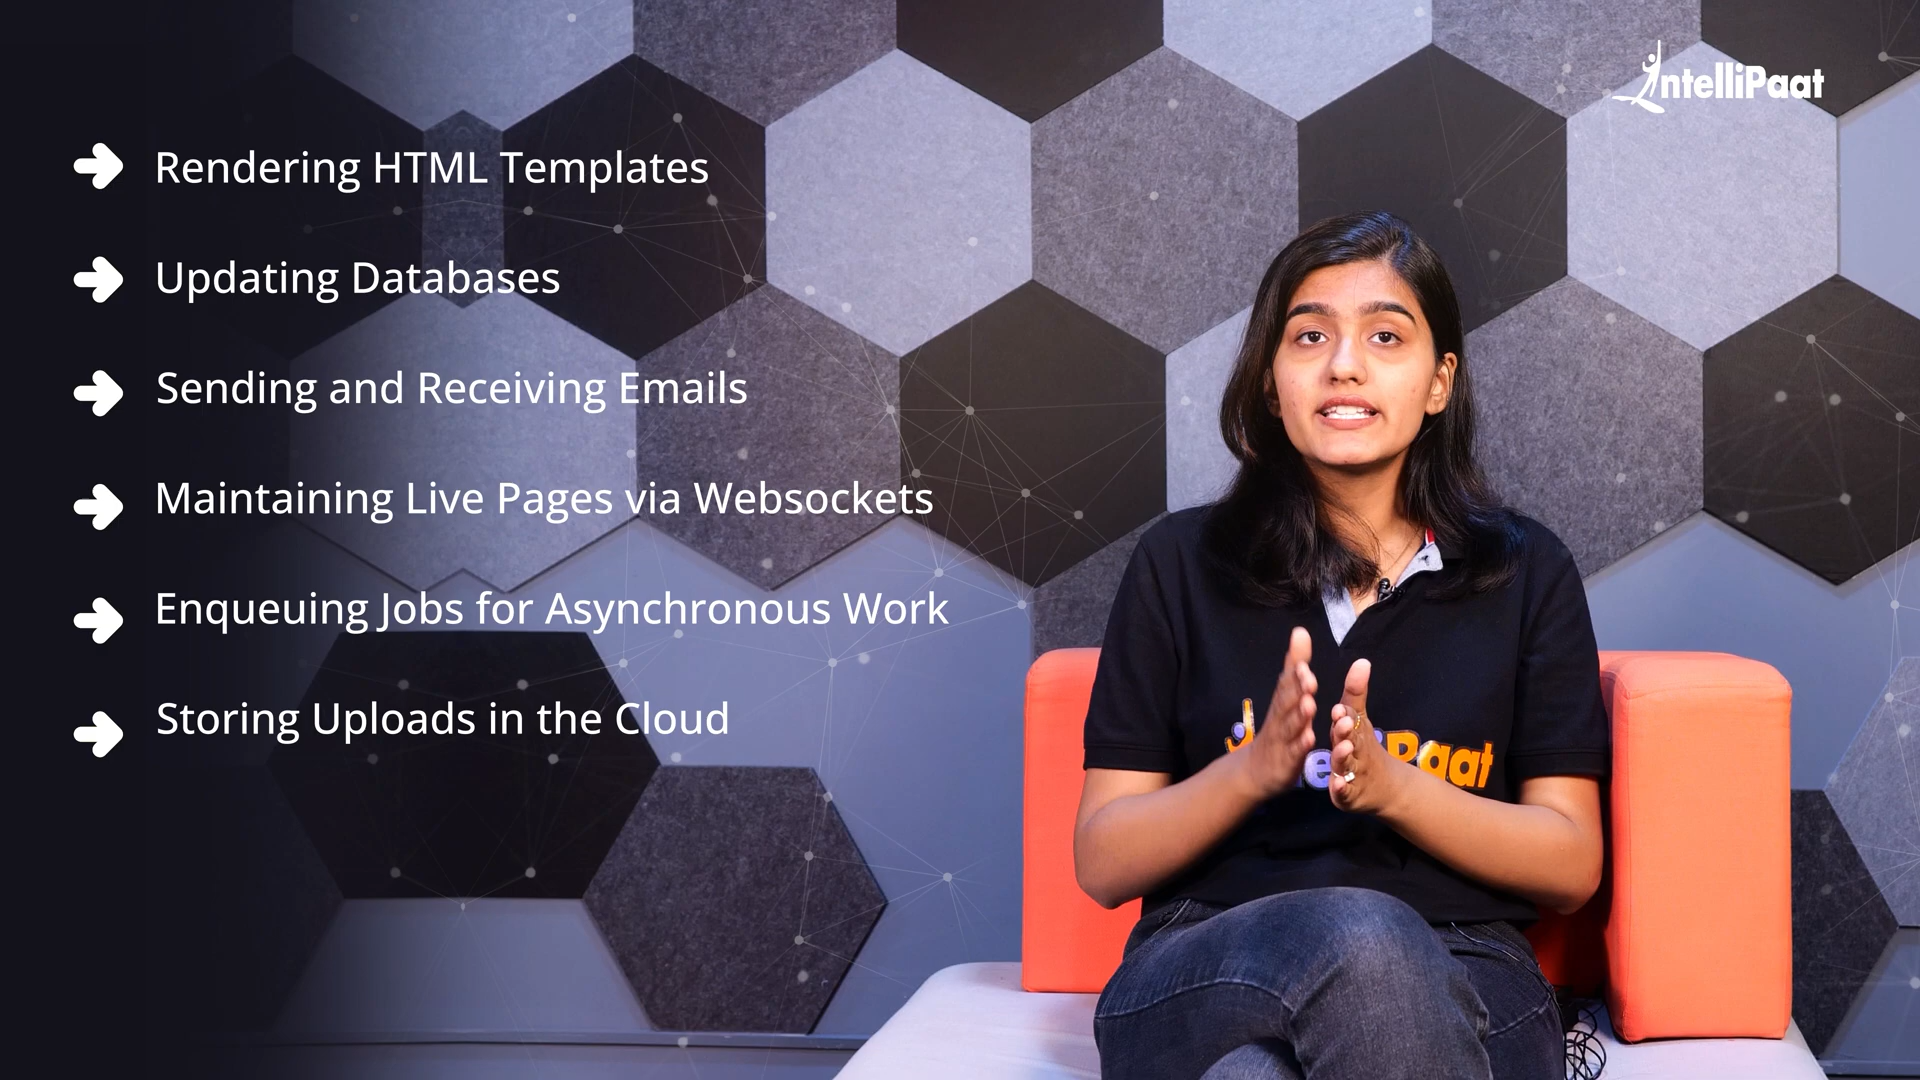 IntelliPaat
Rendering HTML Templates
Updating Databases
Sending and Receiving Emails
Maintaining Live Pages via Websockets
Enqueuing Jobs for Asynchronous Work
Storing Uploads in the Cloud